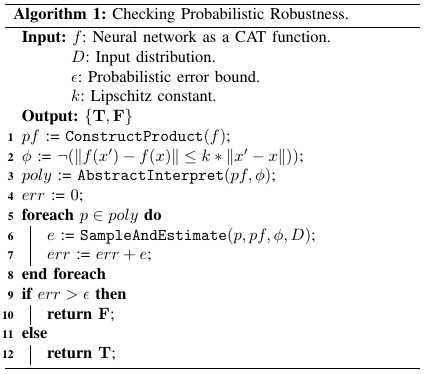 Algorithm 1: Checking Probabilistic Robustness.
Input: f: Neural network as a CAT function.
D: Input distribution.
ϵ: Probabilistic error bound.
k: Lipschitz constant.
Output: {T, F}
1 pf := ConstructProduct(f);
2 ϕ := ¬(‖f(x′) − f(x)‖ ≤ k ∗ ‖x′ − x‖));
3 poly := AbstractInterpret(pf, ϕ);
4 err := 0;
5 foreach p ∈ poly do
6 e := SampleAndEstimate(p, pf, ϕ, D);
7 err := err + e;
8 end foreach
9 if err > ϵ then
10 return F;
11 else
12 return T;